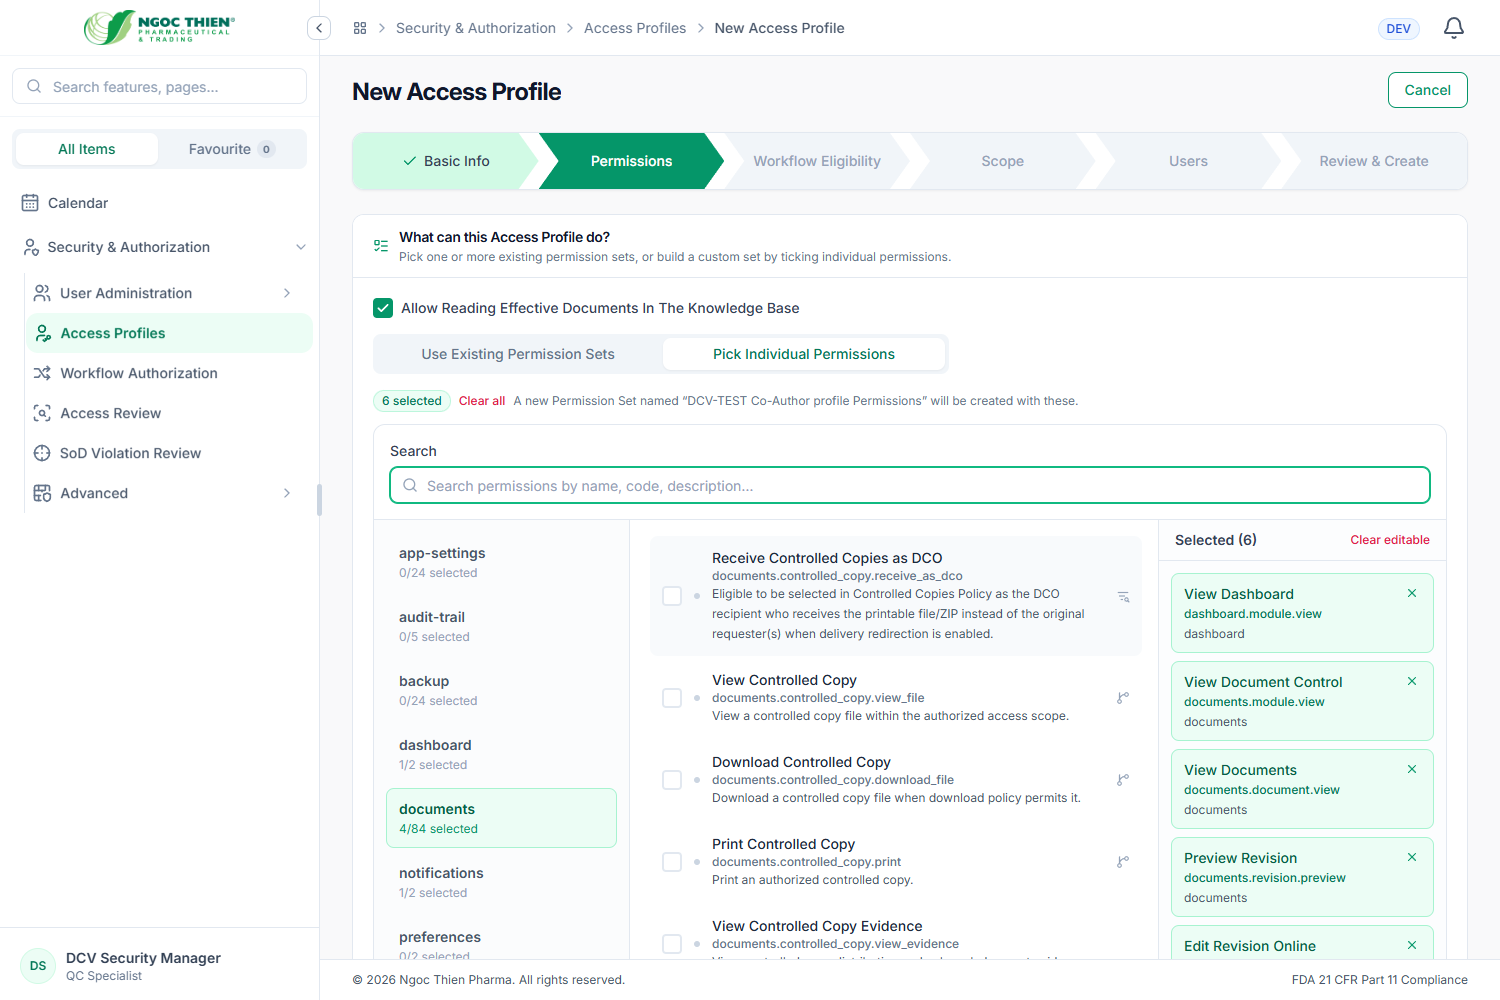 NGOC THIEN®
PHARMACEUTICAL
& TRADING
Search features, pages...
All Items
Favourite 0
Calendar
Security & Authorization
User Administration
Access Profiles
Workflow Authorization
Access Review
SoD Violation Review
Advanced
DS
DCV Security Manager
QC Specialist
Security & Authorization
Access Profiles
New Access Profile
DEV
New Access Profile
Cancel
Basic Info
Permissions
Workflow Eligibility
Scope
Users
Review & Create
What can this Access Profile do?
Pick one or more existing permission sets, or build a custom set by ticking individual permissions.
Allow Reading Effective Documents In The Knowledge Base
Use Existing Permission Sets
Pick Individual Permissions
6 selected Clear all A new Permission Set named “DCV-TEST Co-Author profile Permissions” will be created with these.
Search
Search permissions by name, code, description...
app-settings
0/24 selected
audit-trail
0/5 selected
backup
0/24 selected
dashboard
1/2 selected
documents
4/84 selected
notifications
1/2 selected
preferences
0/2 selected
Receive Controlled Copies as DCO
documents.controlled_copy.receive_as_dco
Eligible to be selected in Controlled Copies Policy as the DCO
recipient who receives the printable file/ZIP instead of the original
requester(s) when delivery redirection is enabled.
View Controlled Copy
documents.controlled_copy.view_file
View a controlled copy file within the authorized access scope.
Download Controlled Copy
documents.controlled_copy.download_file
Download a controlled copy file when download policy permits it.
Print Controlled Copy
documents.controlled_copy.print
Print an authorized controlled copy.
View Controlled Copy Evidence
documents.controlled_copy.view_evidence
Selected (6)
Clear editable
View Dashboard
dashboard.module.view
dashboard
View Document Control
documents.module.view
documents
View Documents
documents.document.view
documents
Preview Revision
documents.revision.preview
documents
Edit Revision Online
© 2026 Ngoc Thien Pharma. All rights reserved.
FDA 21 CFR Part 11 Compliance